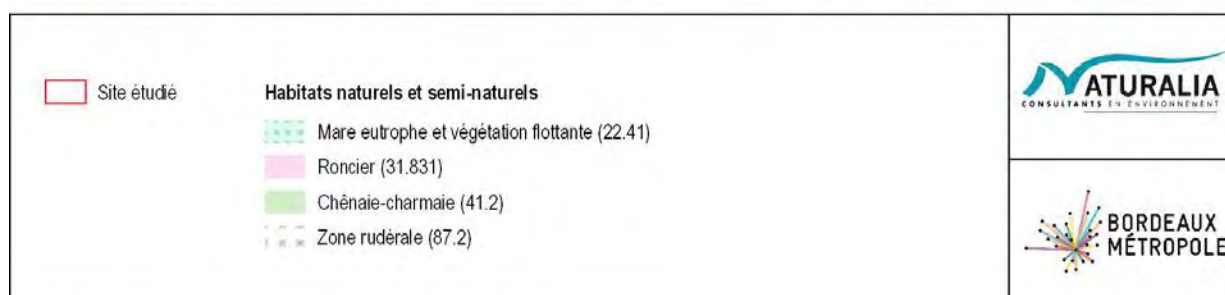 Site étudié
Habitats naturels et semi-naturels
Mare eutrophe et végétation flottante (22.41)
Roncier (31.831)
Chênaie-charmaie (41.2)
Zone rudérale (87.2)
NATURALIA
CONSULTANTS EN ENVIRONNEMENT
BORDEAUX
MÉTROPOLE